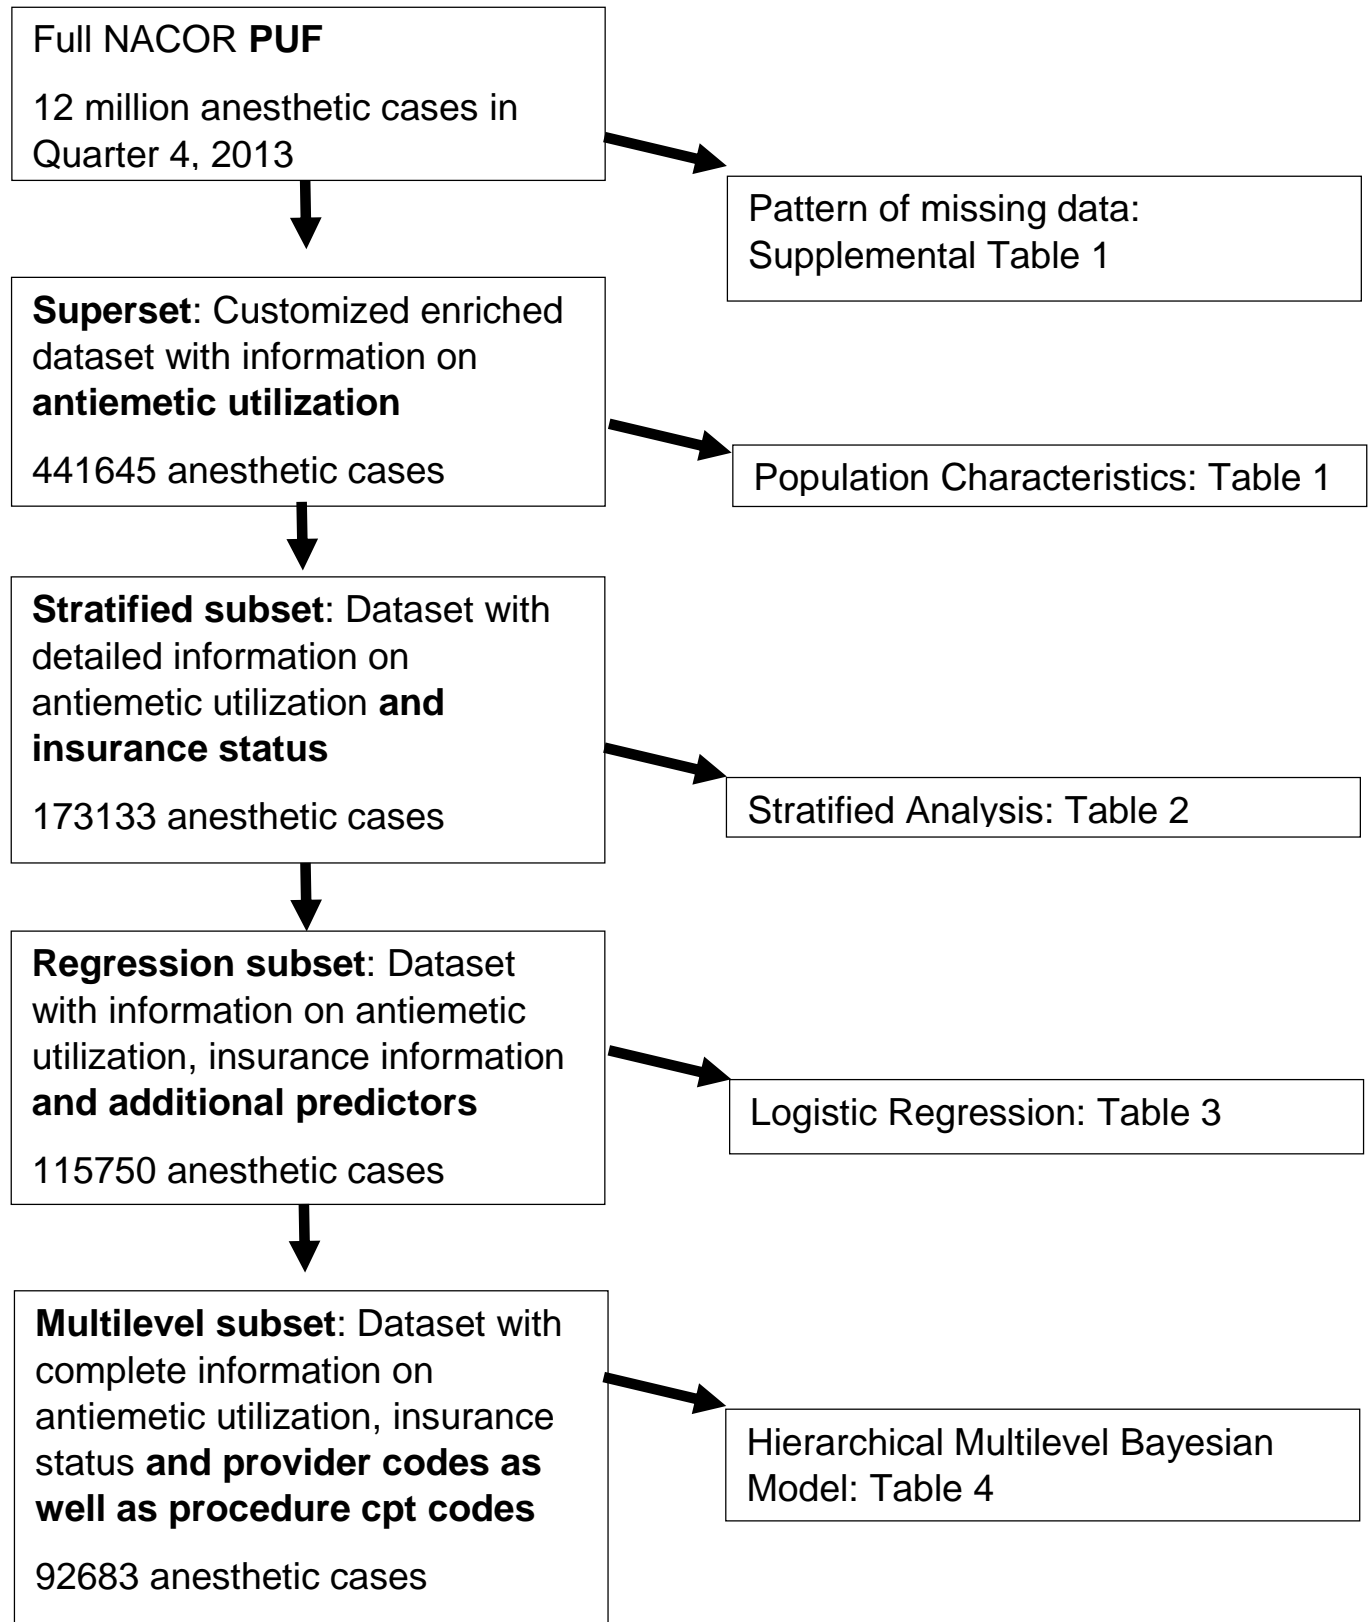 Full NACOR PUF
12 million anesthetic cases in
Quarter 4, 2013
Pattern of missing data:
Supplemental Table 1
Superset: Customized enriched
dataset with information on
antiemetic utilization
441645 anesthetic cases
Population Characteristics: Table 1
Stratified subset: Dataset with
detailed information on
antiemetic utilization and
insurance status
173133 anesthetic cases
Stratified Analysis: Table 2
Regression subset: Dataset
with information on antiemetic
utilization, insurance information
and additional predictors
115750 anesthetic cases
Logistic Regression: Table 3
Multilevel subset: Dataset with
complete information on
antiemetic utilization, insurance
status and provider codes as
well as procedure cpt codes
92683 anesthetic cases
Hierarchical Multilevel Bayesian
Model: Table 4